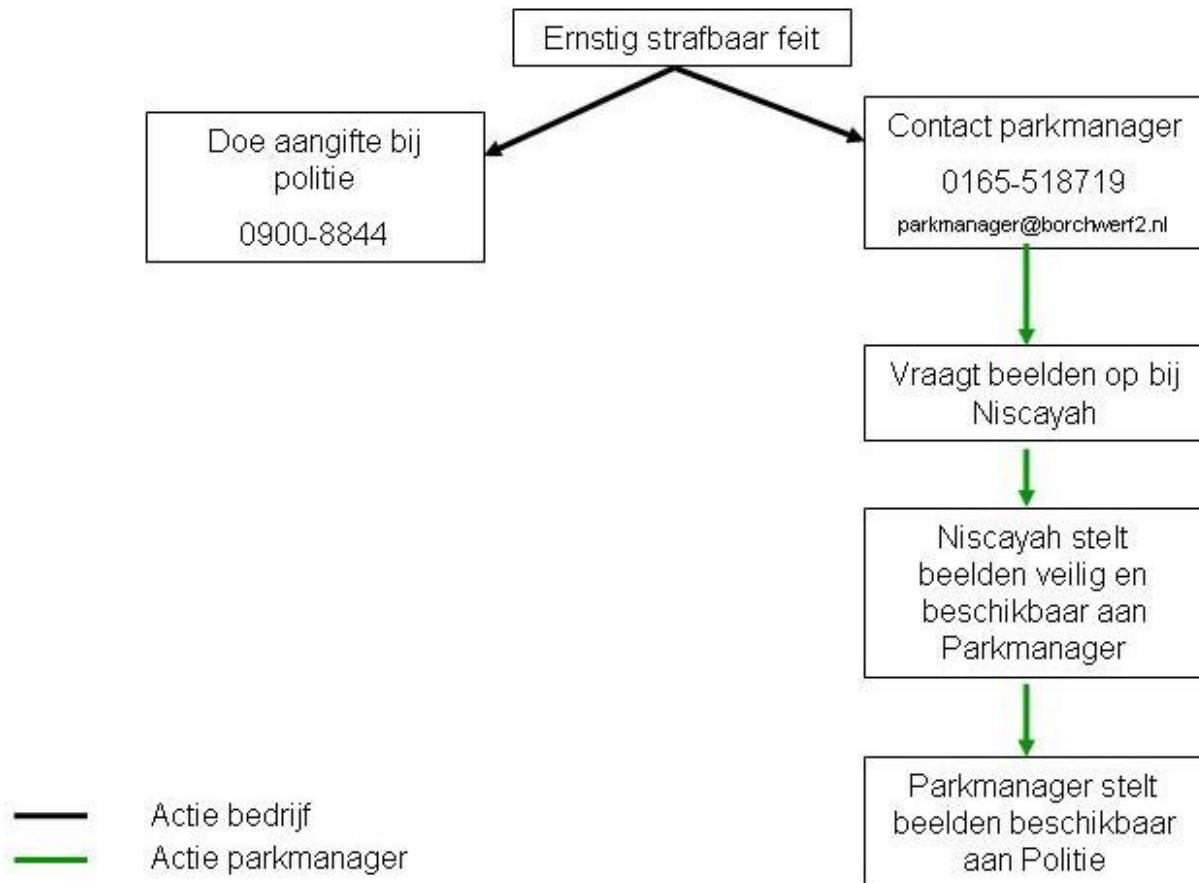 Ernstig strafbaar feit
Doe aangifte bij
politie
0900-8844
Contact parkmanager
0165-518719
parkmanager@borchwerf2.nl
Vraagt beelden op bij
Niscayah
Niscayah stelt
beelden veilig en
beschikbaar aan
Parkmanager
Parkmanager stelt
beelden beschikbaar
aan Politie
Actie bedrijf
Actie parkmanager